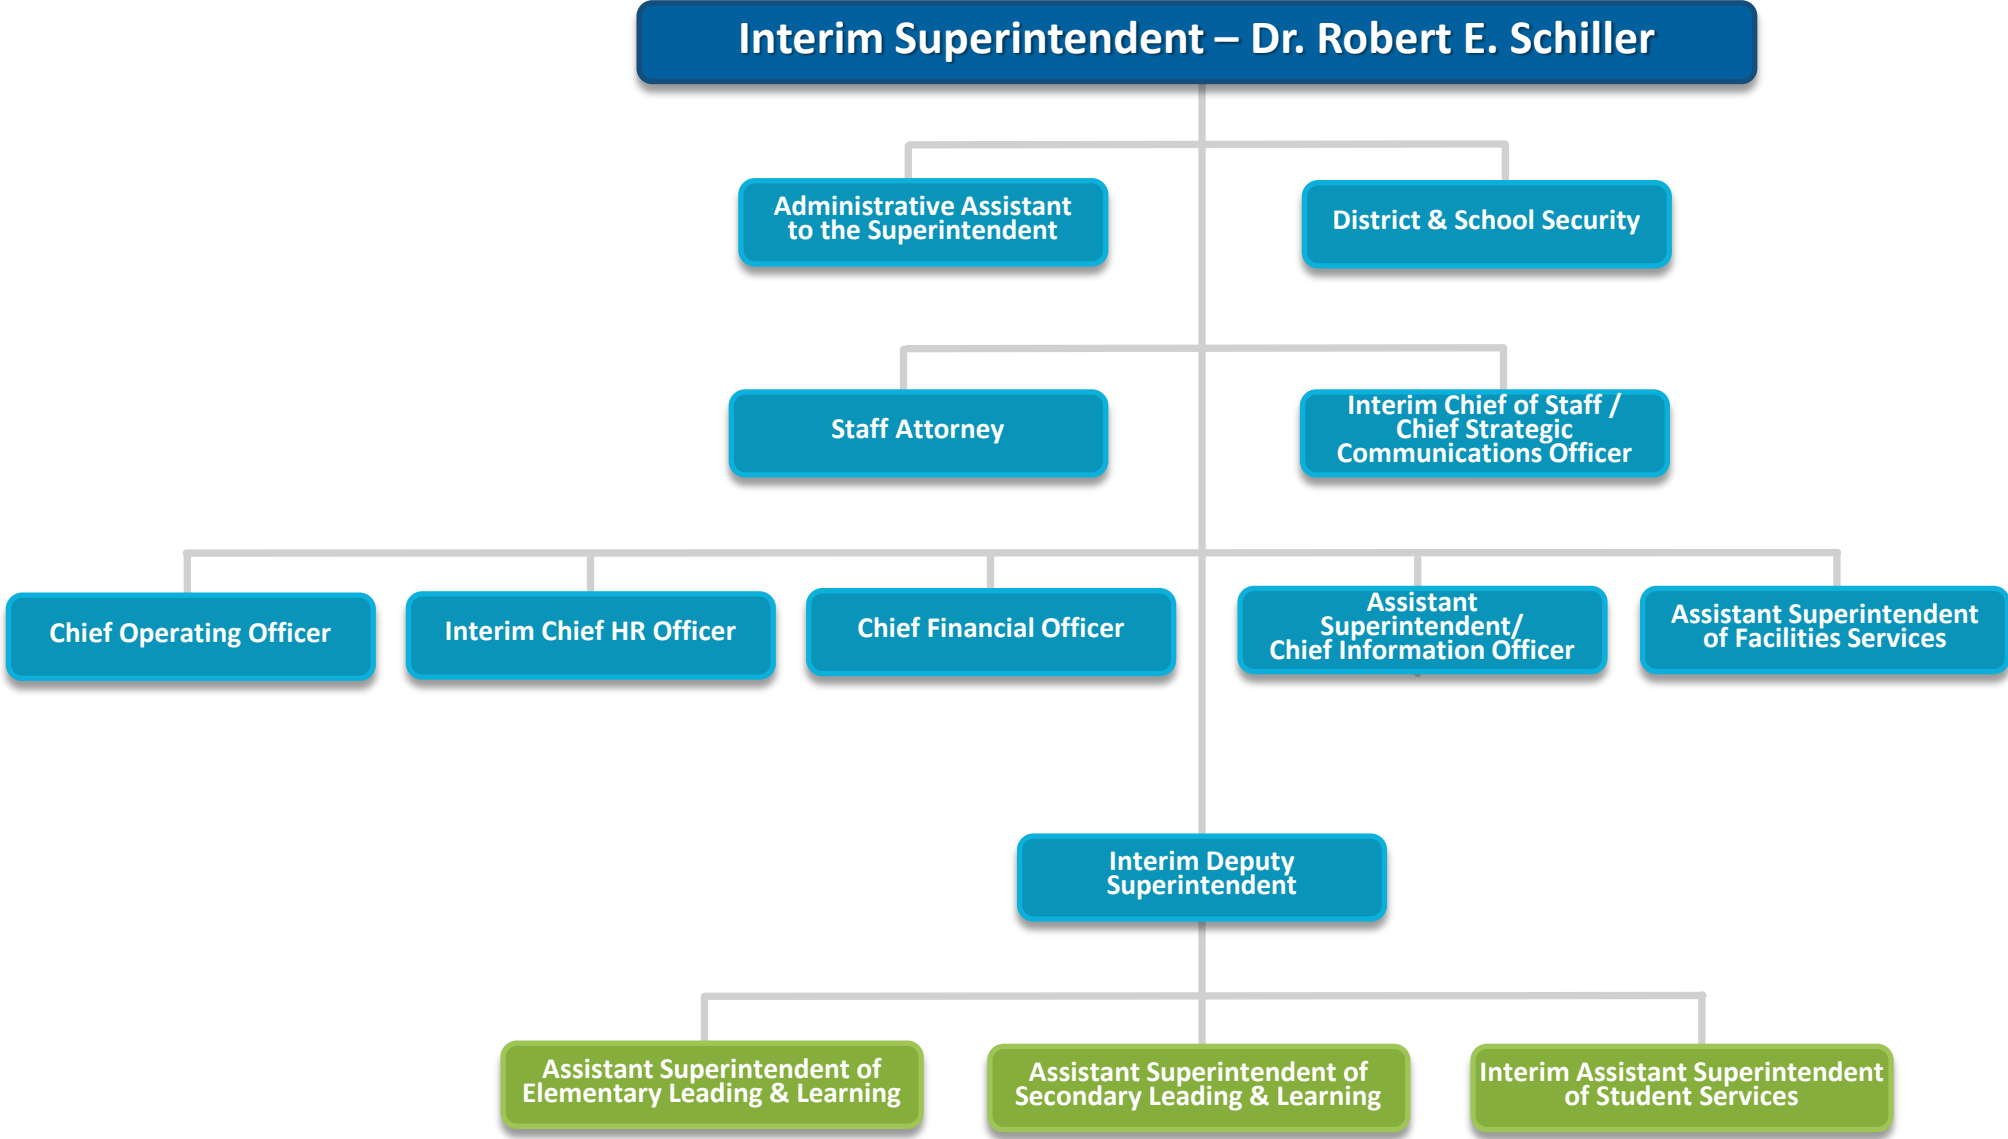 Interim Superintendent – Dr. Robert E. Schiller
Administrative Assistant
to the Superintendent
District & School Security
Staff Attorney
Interim Chief of Staff /
Chief Strategic
Communications Officer
Chief Operating Officer
Interim Chief HR Officer
Chief Financial Officer
Assistant
Superintendent/
Chief Information Officer
Assistant Superintendent
of Facilities Services
Interim Deputy
Superintendent
Assistant Superintendent of
Elementary Leading & Learning
Assistant Superintendent of
Secondary Leading & Learning
Interim Assistant Superintendent
of Student Services